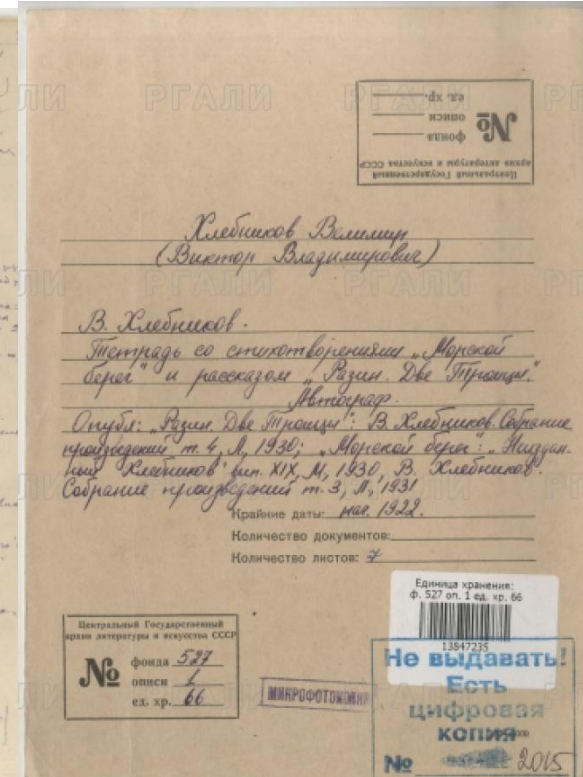 РГАЛИ
Центральный Государственный
архив литературы и искусства СССР
№ фонда
описи
ед. хр.
Хлебников Велимир
(Виктор Владимирович)
В. Хлебников.
Тетрадь со стихотворениями „Морской
берег" и рассказом „Разин. Две Троицы".
Автограф.
Опубл: „Разин. Две Троицы": В. Хлебников. Собрание
произведений т. 4, Л, 1930; „Морской берег": „Неиздан-
ный Хлебников" вып. XIX, М, 1930, В. Хлебников.
Собрание произведений т. 3, Л, 1931
Крайние даты: нач. 1922.
Количество документов:
Количество листов: 7
Единица хранения:
ф. 527 оп. 1 ед. хр. 66
13847235
Центральный Государственный
архив литературы и искусства СССР
№ фонда 527
описи 1
ед. хр. 66
МИКРОФОТОКОПИЯ
Не выдавать!
Есть
цифровая
копия
№ 2015